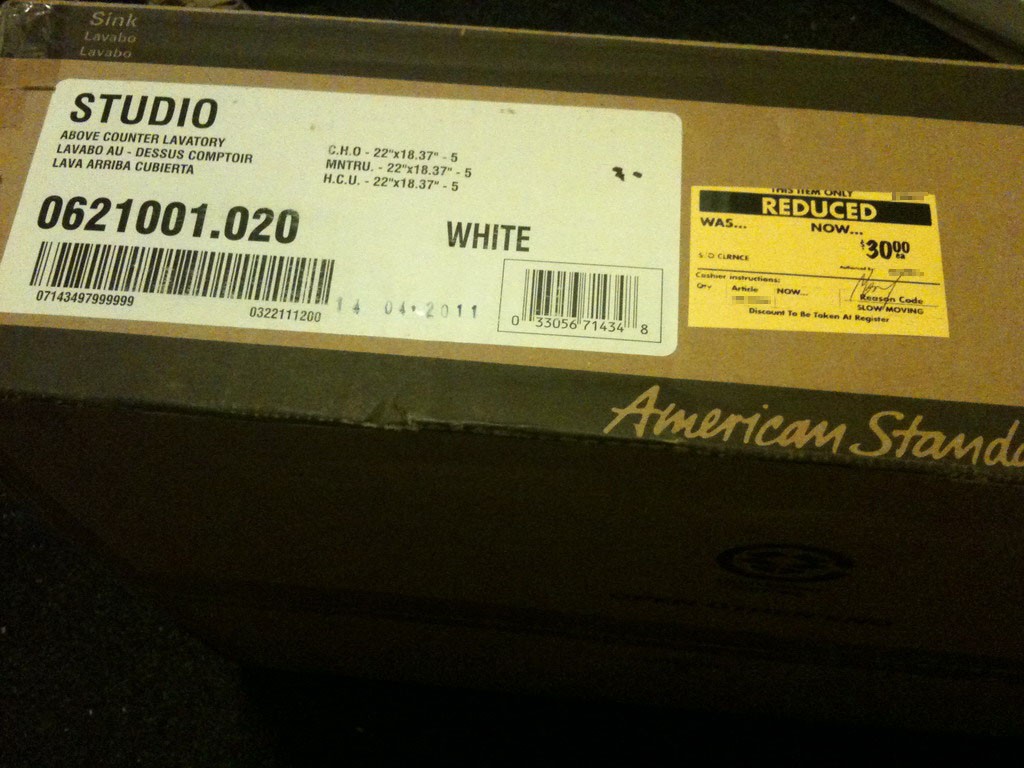 Sink
Lavabo
Lavabo
STUDIO
ABOVE COUNTER LAVATORY
LAVABO AU - DESSUS COMPTOIR
LAVA ARRIBA CUBIERTA
C.H.O - 22"x18.37" - 5
MNTRU. - 22"x18.37" - 5
H.C.U. - 22"x18.37" - 5
0621001.020
WHITE
07143497999999
0322111200
14 04 2011
0 33056 71434 8
THIS ITEM ONLY
REDUCED
WAS...
NOW...
$30.00
ea
Authorized by
Cashier instructions:
Qty Article NOW...
Reason Code
SLOW MOVING
Discount To Be Taken At Register
American Standa